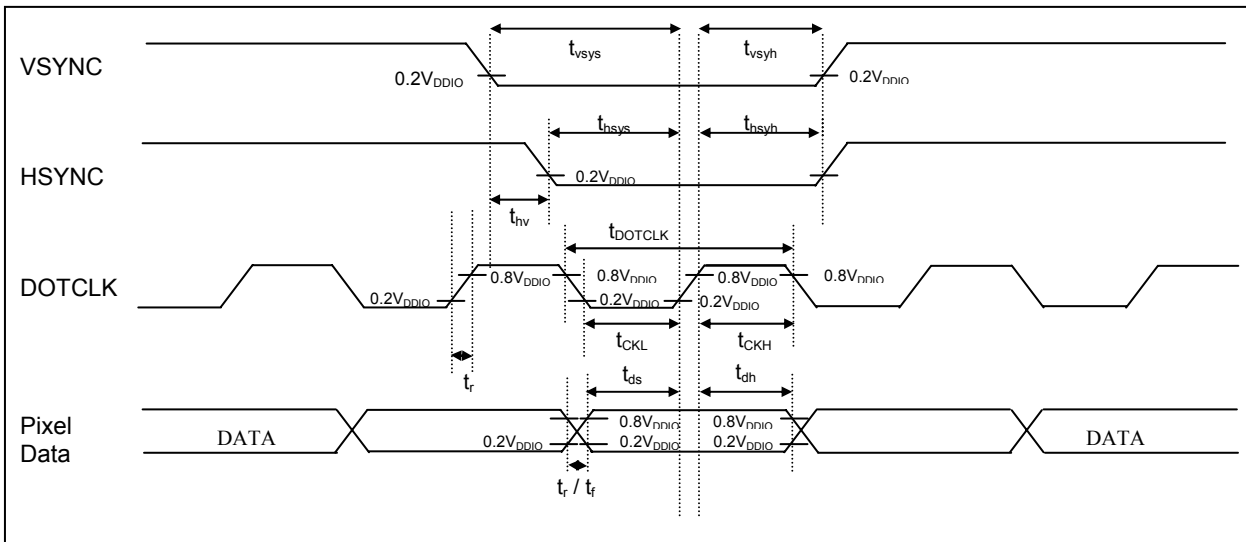 t_vsys t_vsyh
VSYNC
0.2V_DDIO 0.2V_DDIO
t_hsys t_hsyh
HSYNC
0.2V_DDIO
t_hv
t_DOTCLK
0.8V_DDIO 0.8V_DDIO 0.8V_DDIO 0.8V_DDIO
DOTCLK
0.2V_DDIO 0.2V_DDIO 0.2V_DDIO
t_CKL t_CKH
t_r
t_ds t_dh
Pixel
Data
0.8V_DDIO 0.8V_DDIO
DATA 0.2V_DDIO 0.2V_DDIO 0.2V_DDIO DATA
t_r / t_f